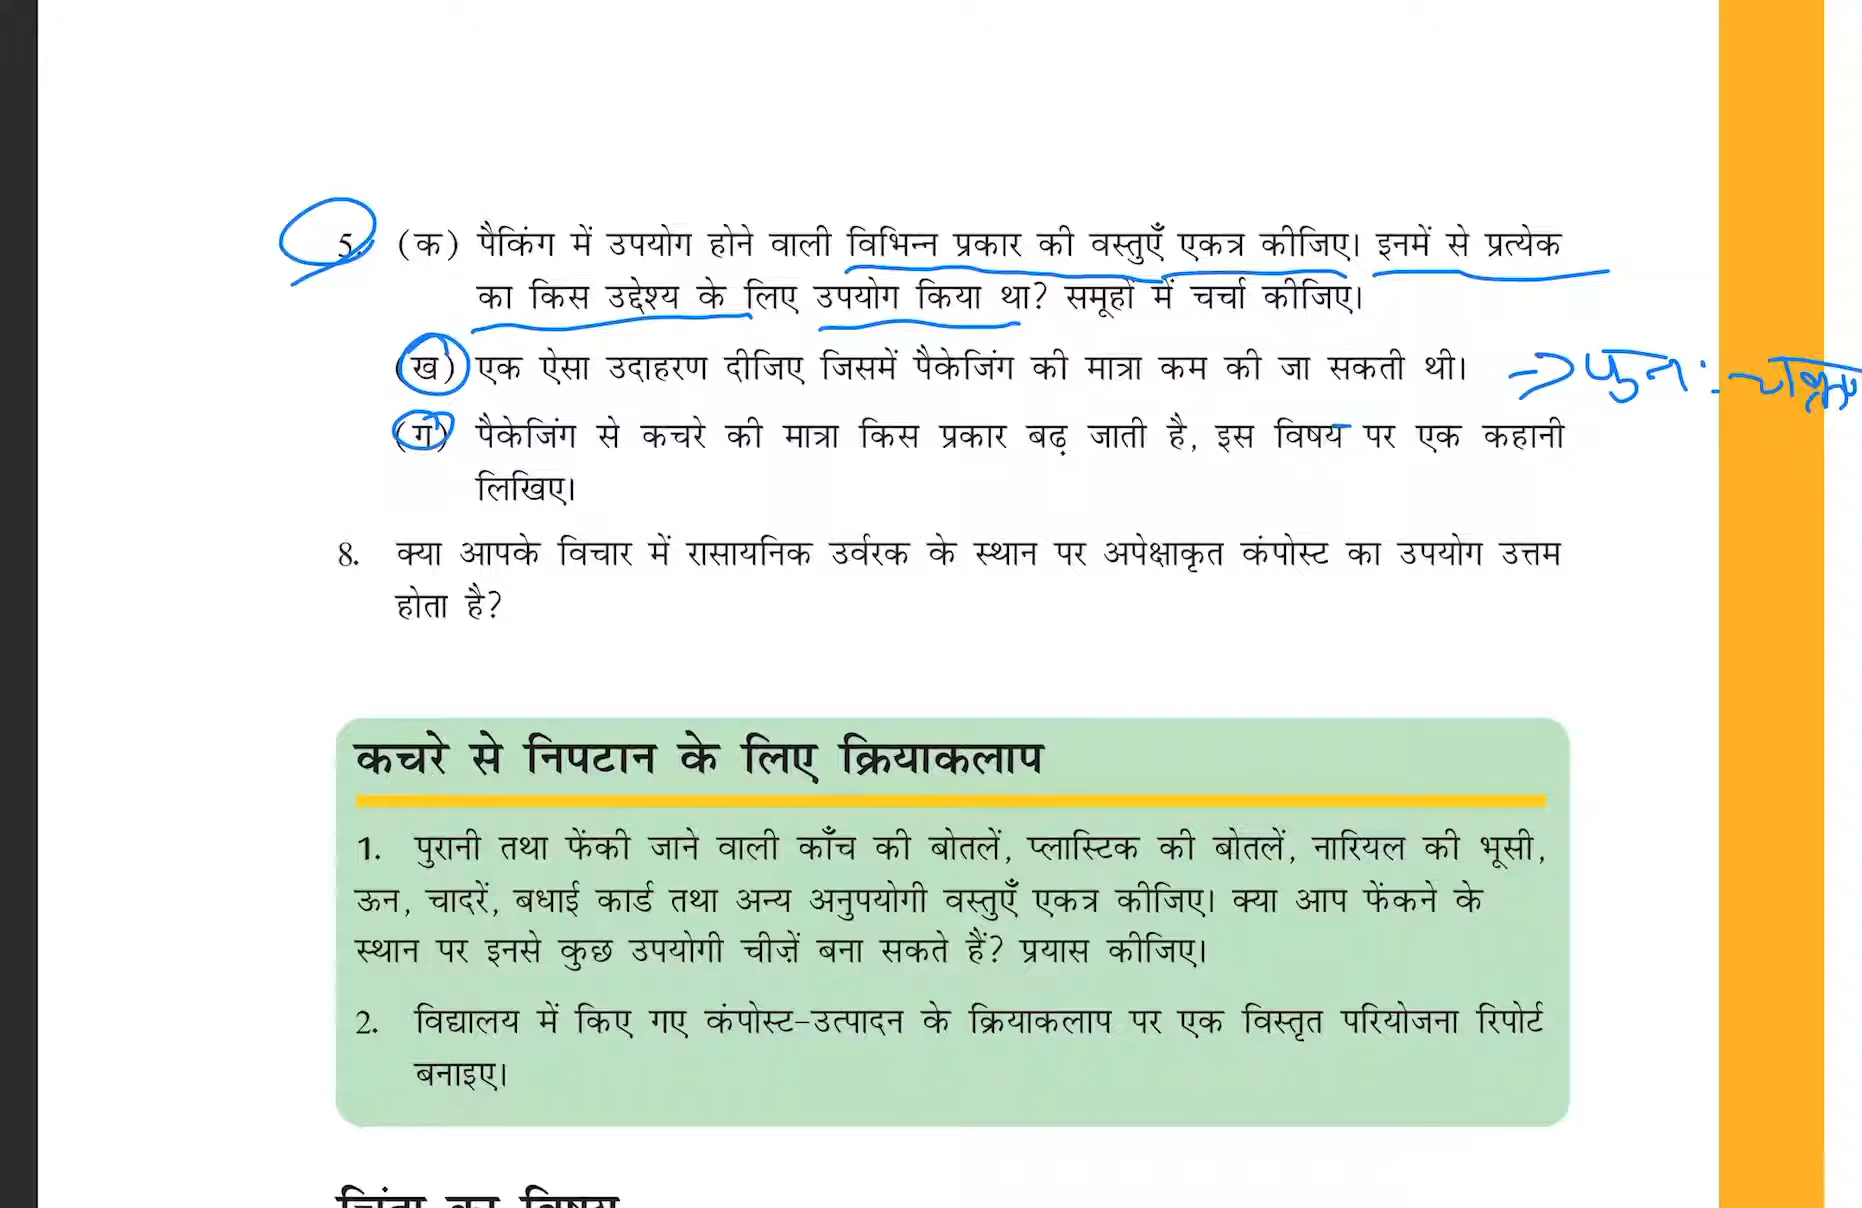 5. (क) पैकिंग में उपयोग होने वाली विभिन्न प्रकार की वस्तुएँ एकत्र कीजिए। इनमें से प्रत्येक
का किस उद्देश्य के लिए उपयोग किया था? समूहों में चर्चा कीजिए।
(ख) एक ऐसा उदाहरण दीजिए जिसमें पैकेजिंग की मात्रा कम की जा सकती थी। => पुन:
(ग) पैकेजिंग से कचरे की मात्रा किस प्रकार बढ़ जाती है, इस विषय पर एक कहानी
लिखिए।
8. क्या आपके विचार में रासायनिक उर्वरक के स्थान पर अपेक्षाकृत कंपोस्ट का उपयोग उत्तम
होता है?
कचरे से निपटान के लिए क्रियाकलाप
1. पुरानी तथा फेंकी जाने वाली काँच की बोतलें, प्लास्टिक की बोतलें, नारियल की भूसी,
ऊन, चादरें, बधाई कार्ड तथा अन्य अनुपयोगी वस्तुएँ एकत्र कीजिए। क्या आप फेंकने के
स्थान पर इनसे कुछ उपयोगी चीज़ें बना सकते हैं? प्रयास कीजिए।
2. विद्यालय में किए गए कंपोस्ट-उत्पादन के क्रियाकलाप पर एक विस्तृत परियोजना रिपोर्ट
बनाइए।
चिंता का विषय